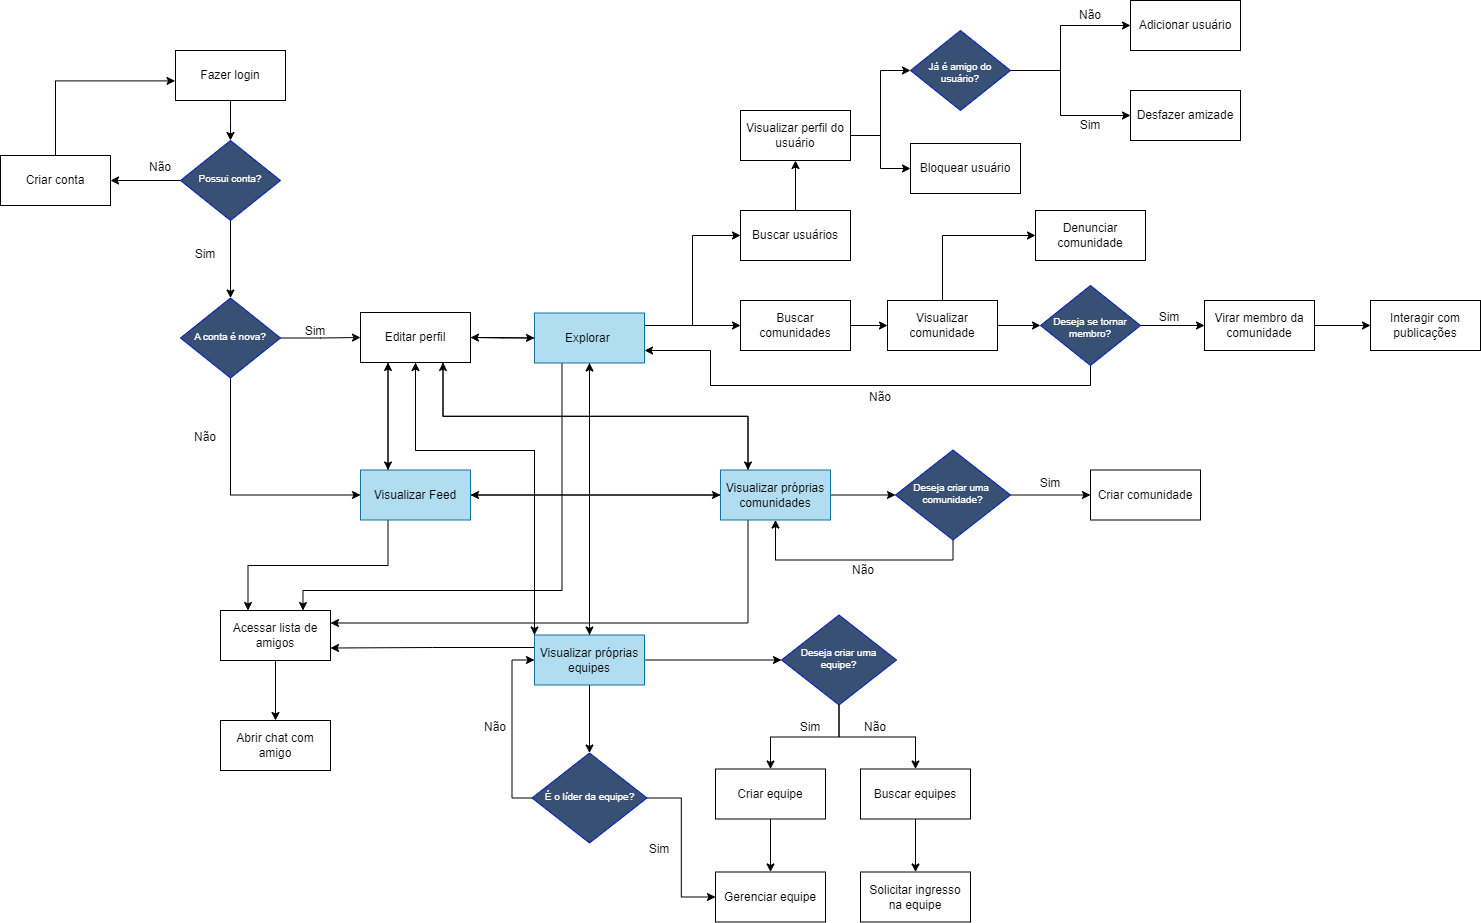 Não
Adicionar usuário
Já é amigo do
usuário?
Sim
Desfazer amizade
Fazer login
Visualizar perfil do
usuário
Bloquear usuário
Não
Criar conta
Possui conta?
Buscar usuários
Denunciar
comunidade
Sim
A conta é nova?
Sim
Editar perfil
Explorar
Buscar
comunidades
Visualizar
comunidade
Deseja se tornar
membro?
Sim
Virar membro da
comunidade
Interagir com
publicações
Não
Não
Visualizar Feed
Visualizar próprias
comunidades
Deseja criar uma
comunidade?
Sim
Criar comunidade
Não
Acessar lista de
amigos
Visualizar próprias
equipes
Deseja criar uma
equipe?
Abrir chat com
amigo
Não
Sim
Não
É o líder da equipe?
Criar equipe
Buscar equipes
Sim
Gerenciar equipe
Solicitar ingresso
na equipe